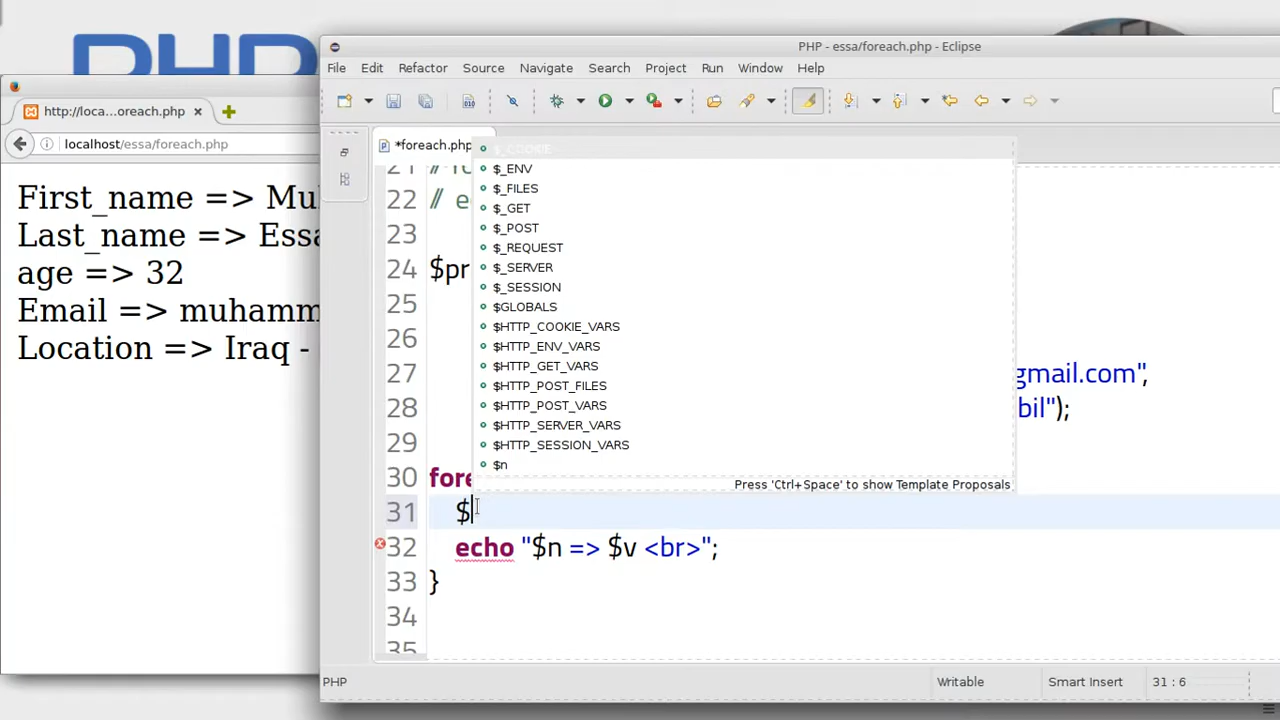 PHP
PHP - essa/foreach.php - Eclipse
File Edit Refactor Source Navigate Search Project Run Window Help
http://loca...oreach.php
localhost/essa/foreach.php
First_name => Mu
Last_name => Essa
age => 32
Email => muhamm
Location => Iraq -
*foreach.php
$_COOKIE
$_ENV
$_FILES
$_GET
$_POST
$_REQUEST
$_SERVER
$_SESSION
$GLOBALS
$HTTP_COOKIE_VARS
$HTTP_ENV_VARS
$HTTP_GET_VARS
$HTTP_POST_FILES
$HTTP_POST_VARS
$HTTP_SERVER_VARS
$HTTP_SESSION_VARS
$n
Press 'Ctrl+Space' to show Template Proposals
21 //
22 // e
23
24 $pr
25
26
27 gmail.com",
28 bil");
29
30 fore
31 $
32 echo "$n => $v <br>";
33 }
34
35
PHP
Writable
Smart Insert
31 : 6